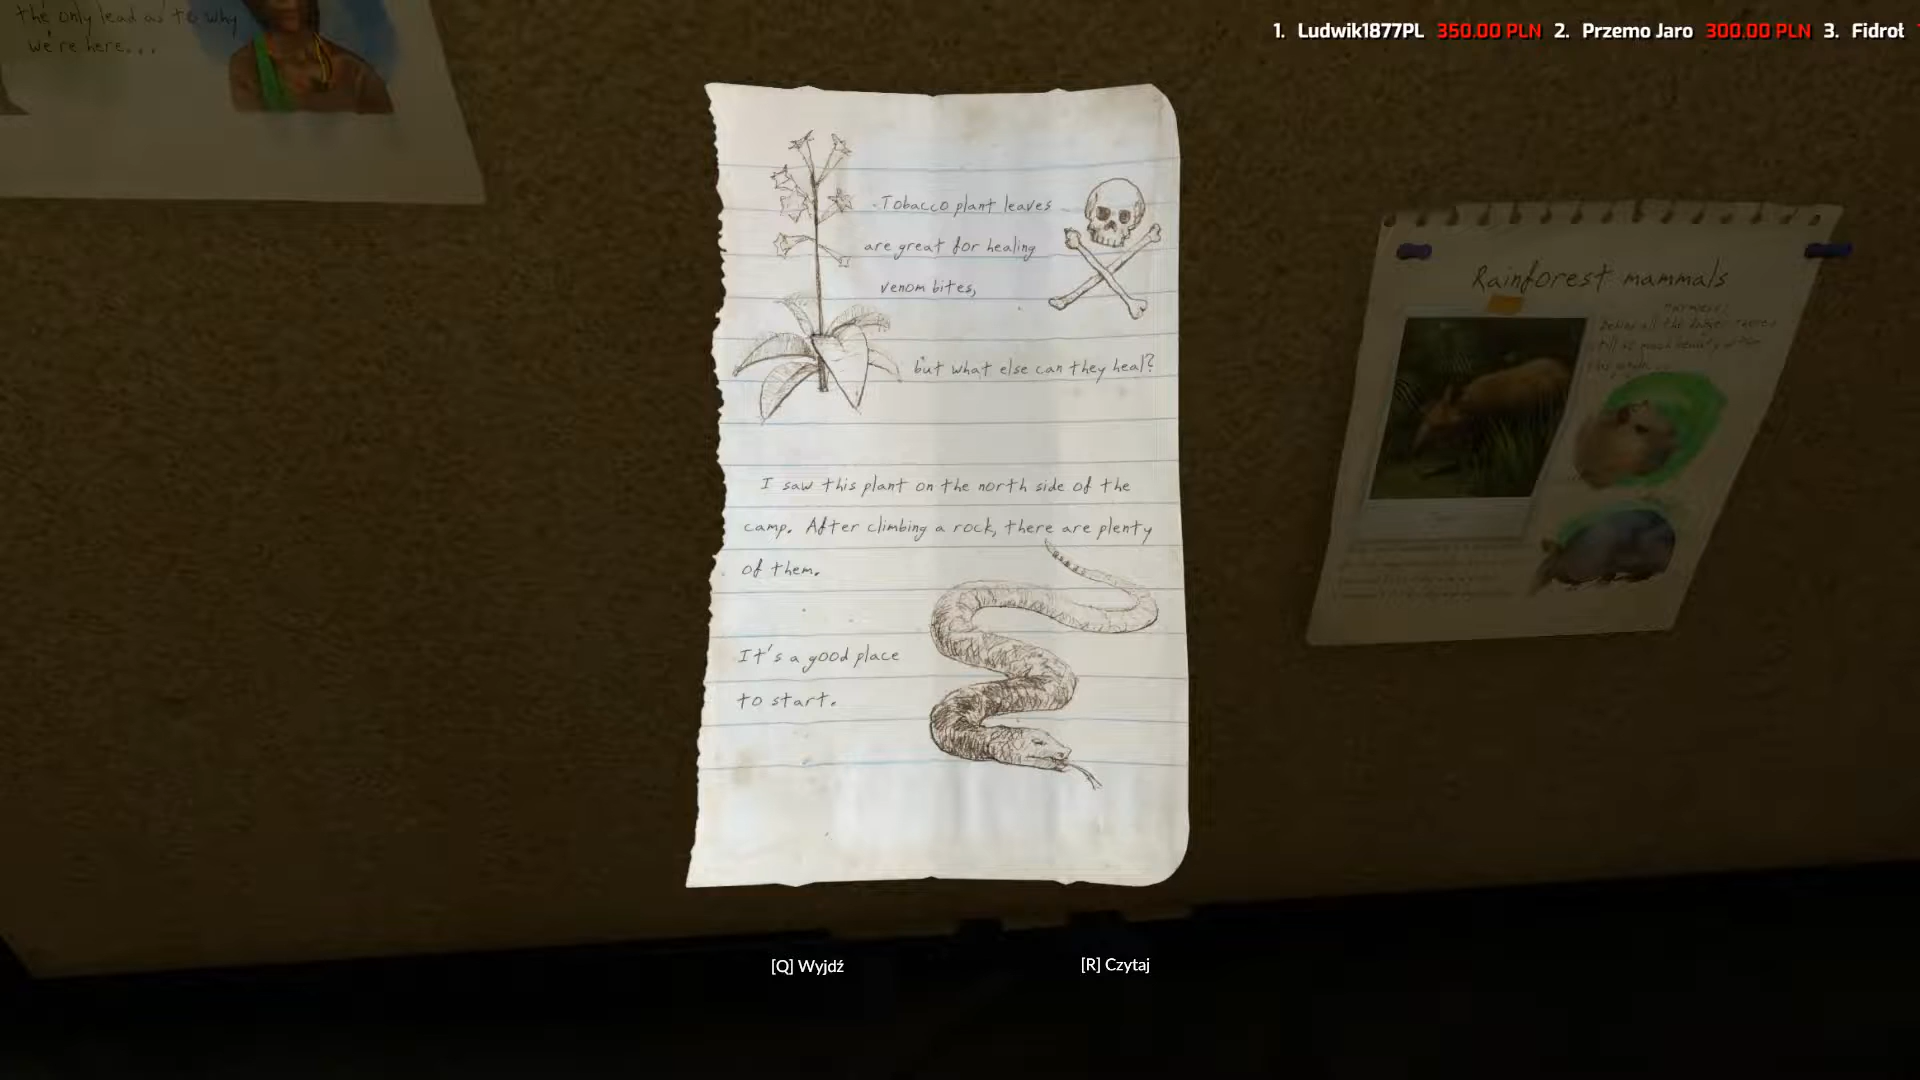 the only lead as to why
we're here...
1. Ludwik1877PL 350.00 PLN 2. Przemo Jaro 300.00 PLN 3. Fidrot
Tobacco plant leaves
are great for healing
venom bites,
but what else can they heal?
I saw this plant on the north side of the
camp. After climbing a rock, there are plenty
of them.
It's a good place
to start.
Rainforest mammals
[Q] Wyjdź
[R] Czytaj